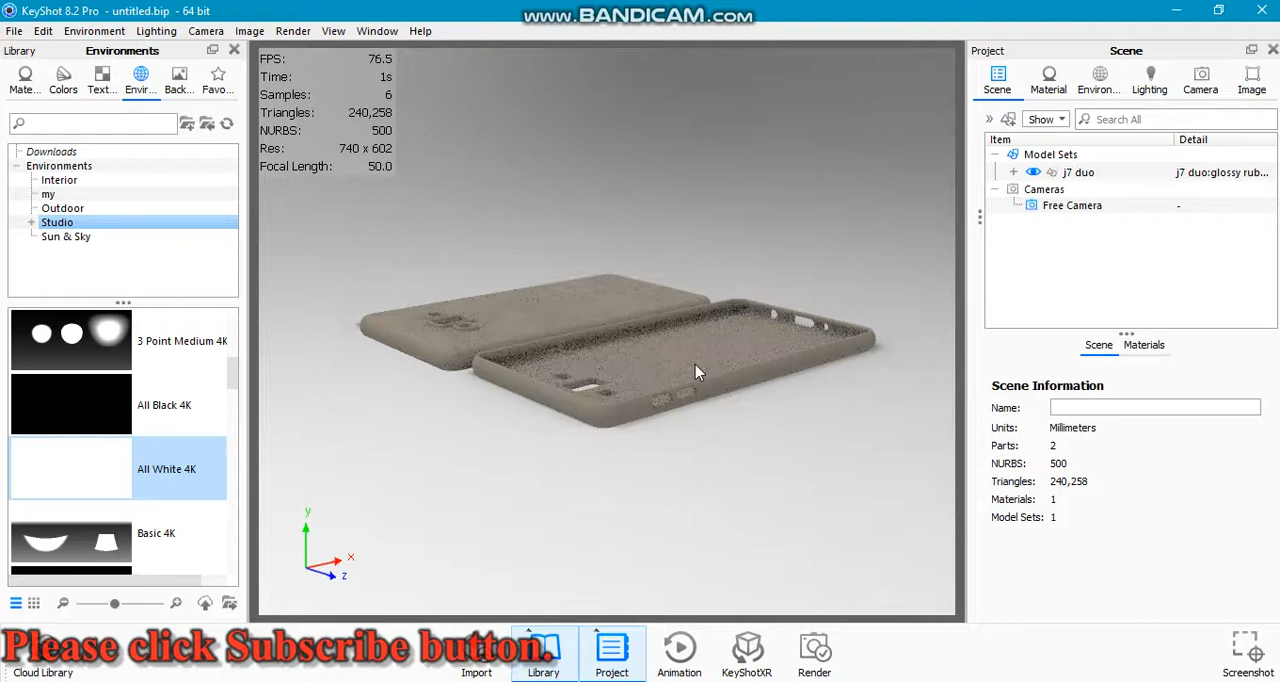 KeyShot 8.2 Pro - untitled.bip - 64 bit
www.BANDICAM.com
File Edit Environment Lighting Camera Image Render View Window Help
Library Environments
Mate... Colors Text... Envir... Back... Favo...
Downloads
Environments
Interior
my
Outdoor
Studio
Sun & Sky
3 Point Medium 4K
All Black 4K
All White 4K
Basic 4K
FPS: 76.5
Time: 1s
Samples: 6
Triangles: 240,258
NURBS: 500
Res: 740 x 602
Focal Length: 50.0
y
x
z
Project Scene
Scene Material Environ... Lighting Camera Image
Show Search All
Item Detail
Model Sets
j7 duo j7 duo:glossy rub...
Cameras
Free Camera -
Scene Materials
Scene Information
Name:
Units: Millimeters
Parts: 2
NURBS: 500
Triangles: 240,258
Materials: 1
Model Sets: 1
Please click Subscribe button.
Cloud Library Import Library Project Animation KeyShotXR Render Screenshot